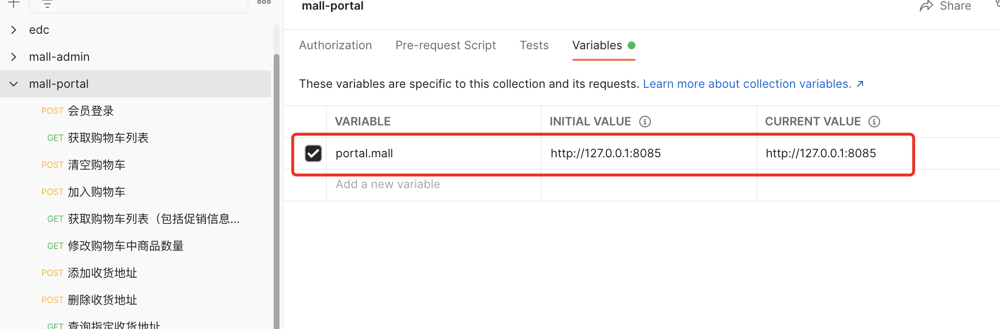 edc
mall-admin
mall-portal
POST 会员登录
GET 获取购物车列表
POST 清空购物车
POST 加入购物车
GET 获取购物车列表（包括促销信息...
GET 修改购物车中商品数量
POST 添加收货地址
POST 删除收货地址
GET 查询指定收货地址
mall-portal
Share
Authorization Pre-request Script Tests Variables
These variables are specific to this collection and its requests. Learn more about collection variables. ↗
VARIABLE INITIAL VALUE CURRENT VALUE
portal.mall http://127.0.0.1:8085 http://127.0.0.1:8085
Add a new variable